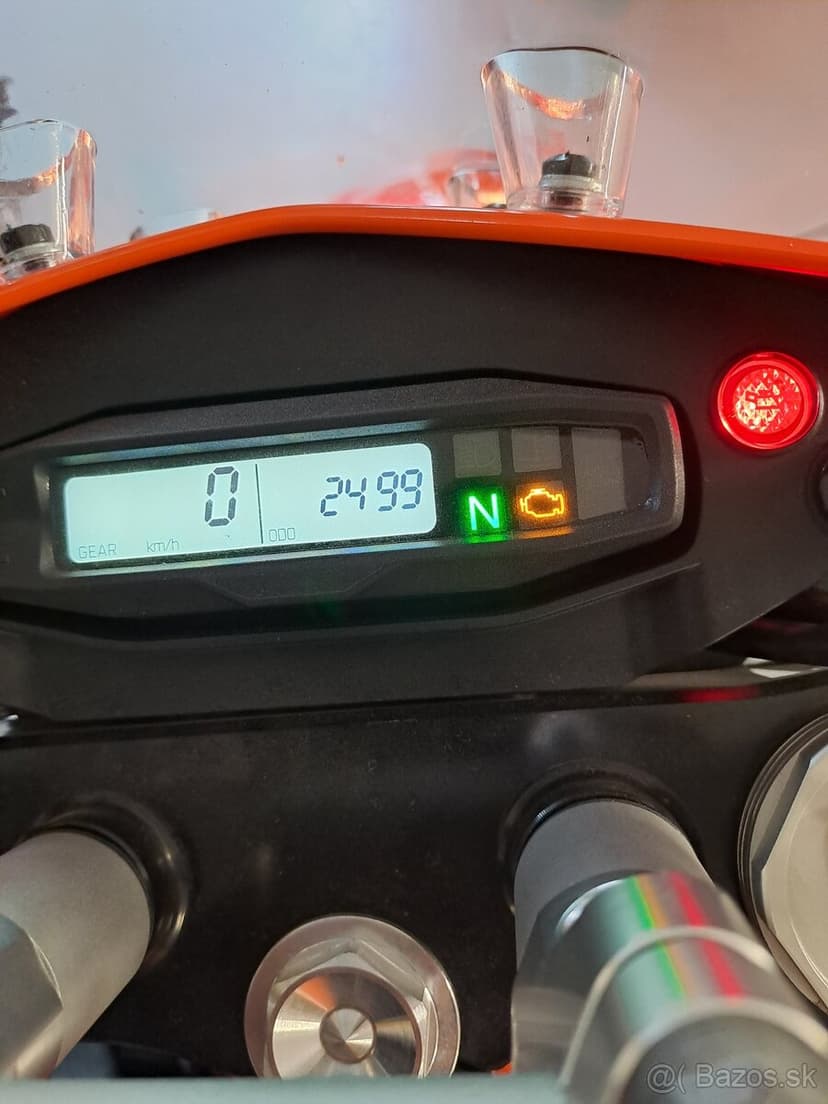 0 2499 N
GEAR km/h ODO
@( Bazos.sk